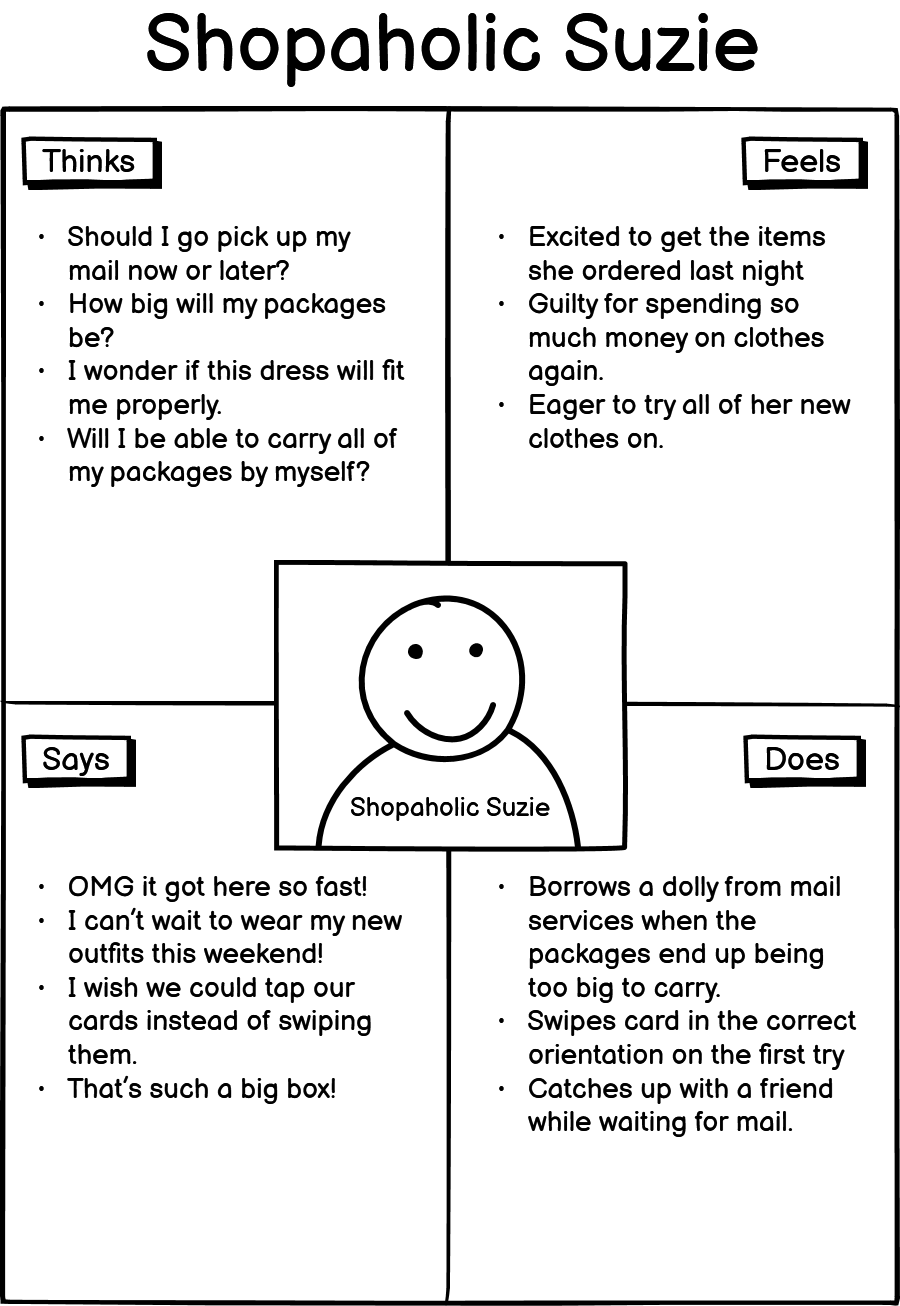 Shopaholic Suzie
Thinks
• Should I go pick up my
mail now or later?
• How big will my packages
be?
• I wonder if this dress will fit
me properly.
• Will I be able to carry all of
my packages by myself?
Feels
• Excited to get the items
she ordered last night
• Guilty for spending so
much money on clothes
again.
• Eager to try all of her new
clothes on.
Shopaholic Suzie
Says
• OMG it got here so fast!
• I can't wait to wear my new
outfits this weekend!
• I wish we could tap our
cards instead of swiping
them.
• That's such a big box!
Does
• Borrows a dolly from mail
services when the
packages end up being
too big to carry.
• Swipes card in the correct
orientation on the first try
• Catches up with a friend
while waiting for mail.